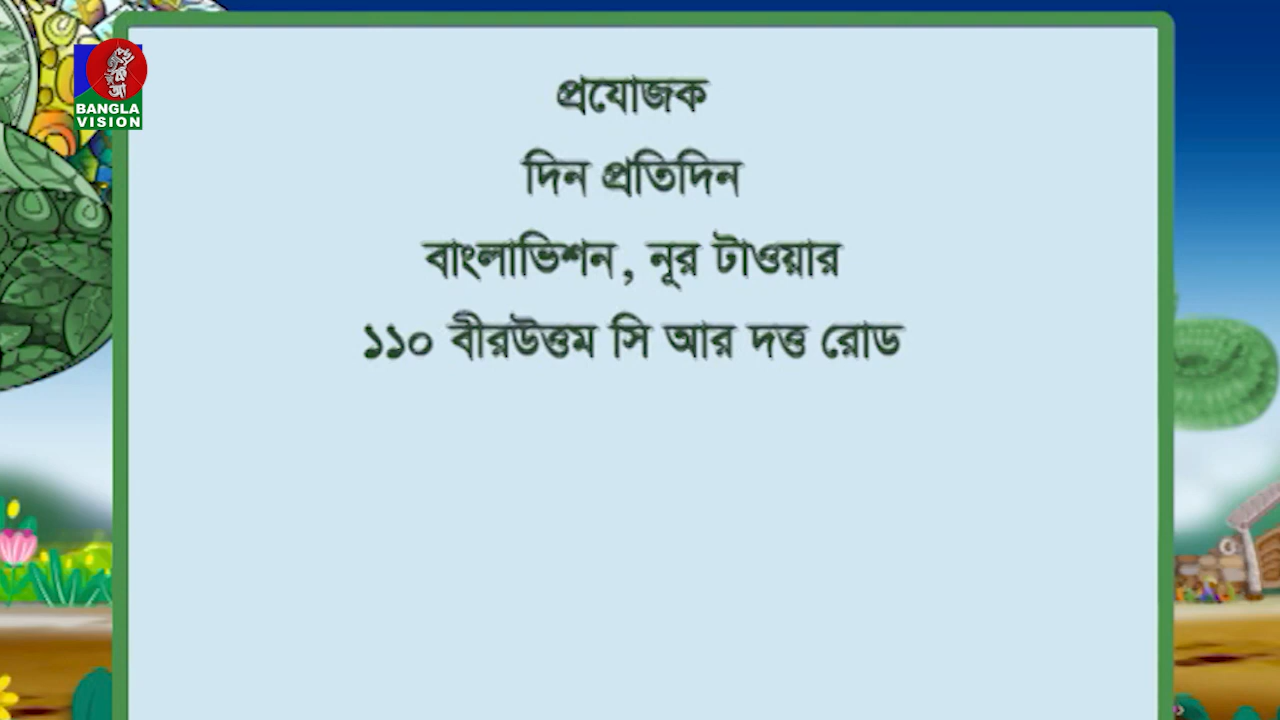 BANGLA
VISION
প্রযোজক
দিন প্রতিদিন
বাংলাভিশন, নূর টাওয়ার
১১০ বীরউত্তম সি আর দত্ত রোড